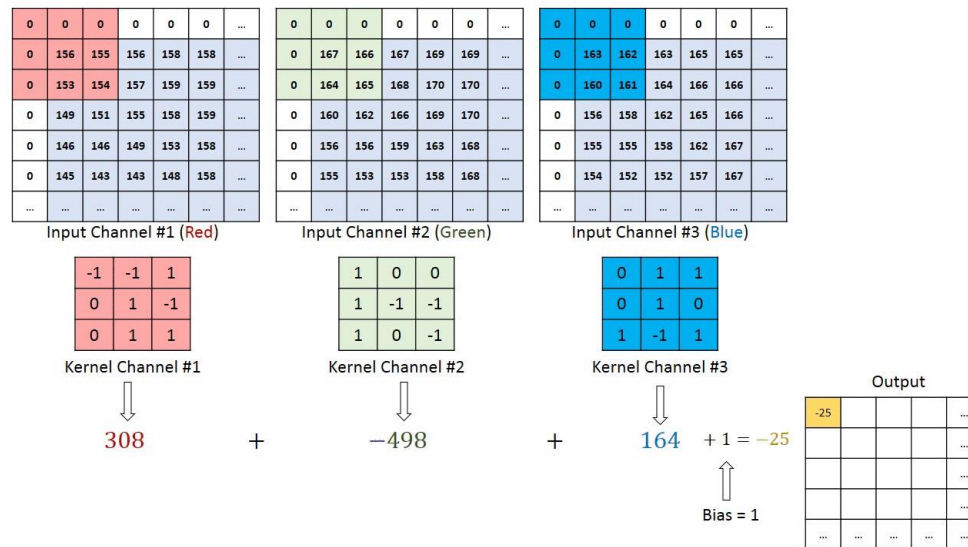 0 0 0 0 0 0 ...
0 156 155 156 158 158 ...
0 153 154 157 159 159 ...
0 149 151 155 158 159 ...
0 146 146 149 153 158 ...
0 145 143 143 148 158 ...
... ... ... ... ... ... ...
Input Channel #1 (Red)
0 0 0 0 0 0 ...
0 167 166 167 169 169 ...
0 164 165 168 170 170 ...
0 160 162 166 169 170 ...
0 156 156 159 163 168 ...
0 155 153 153 158 168 ...
... ... ... ... ... ... ...
Input Channel #2 (Green)
0 0 0 0 0 0 ...
0 163 162 163 165 165 ...
0 160 161 164 166 166 ...
0 156 158 162 165 166 ...
0 155 155 158 162 167 ...
0 154 152 152 157 167 ...
... ... ... ... ... ... ...
Input Channel #3 (Blue)
-1 -1 1
0 1 -1
0 1 1
Kernel Channel #1
1 0 0
1 -1 -1
1 0 -1
Kernel Channel #2
0 1 1
0 1 0
1 -1 1
Kernel Channel #3
308 + −498 + 164 + 1 = −25
Bias = 1
Output
-25 ...
...
...
...
... ... ... ... ...